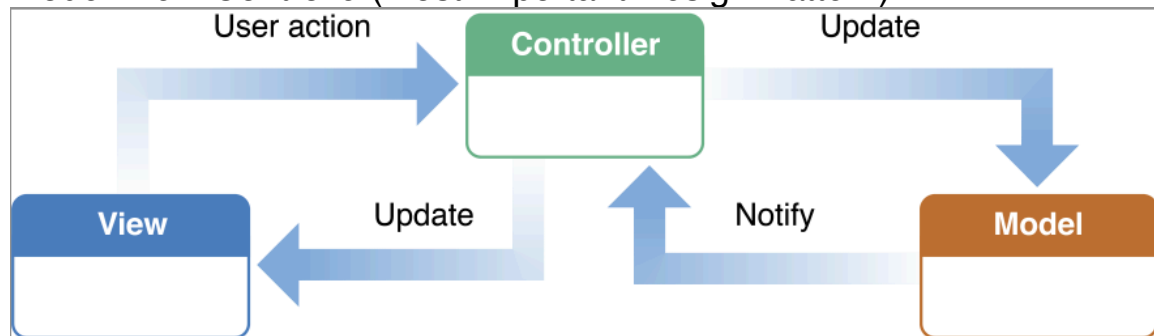 User action
Controller
Update
View
Update
Notify
Model